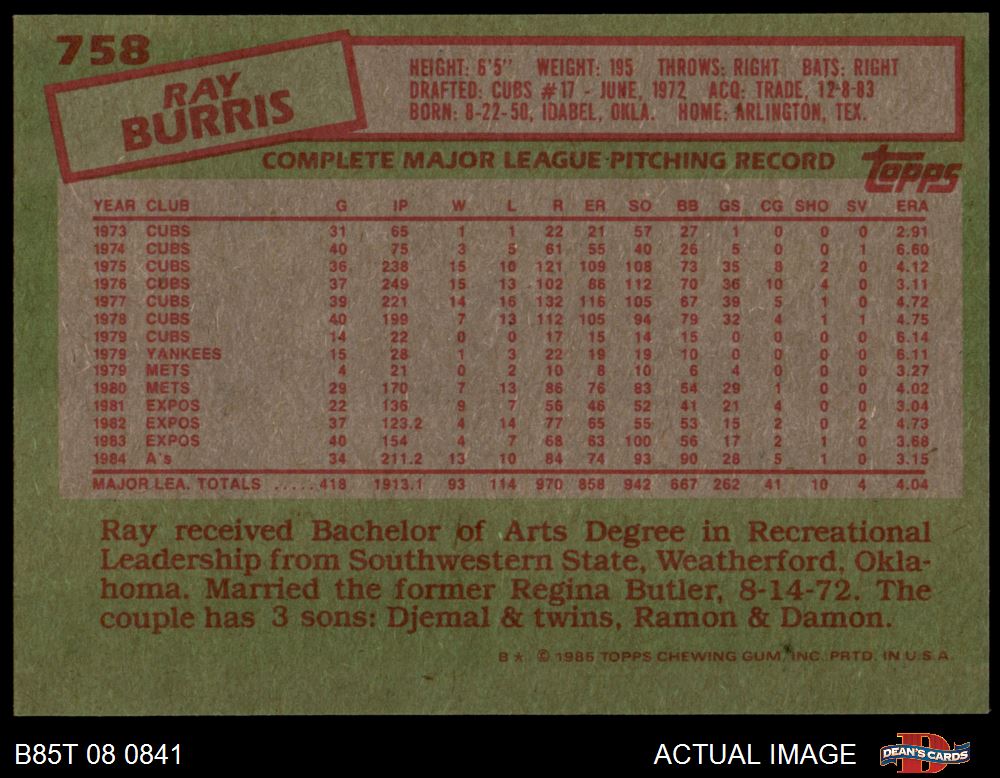 758
RAY
BURRIS
HEIGHT: 6'5" WEIGHT: 195 THROWS: RIGHT BATS: RIGHT
DRAFTED: CUBS #17 - JUNE, 1972 ACQ: TRADE, 12-8-83
BORN: 8-22-50, IDABEL, OKLA. HOME: ARLINGTON, TEX.
COMPLETE MAJOR LEAGUE PITCHING RECORD
topps
YEAR CLUB G IP W L R ER SO BB GS CG SHO SV ERA
1973 CUBS 31 65 1 1 22 21 57 27 1 0 0 0 2.91
1974 CUBS 40 75 3 5 61 55 40 26 5 0 0 1 6.60
1975 CUBS 36 238 15 10 121 109 108 73 35 8 2 0 4.12
1976 CUBS 37 249 15 13 102 86 112 70 36 10 4 0 3.11
1977 CUBS 39 221 14 16 132 116 105 67 39 5 1 0 4.72
1978 CUBS 40 199 7 13 112 105 94 79 32 4 1 1 4.75
1979 CUBS 14 22 0 0 17 15 14 15 0 0 0 0 6.14
1979 YANKEES 15 28 1 3 22 19 19 10 0 0 0 0 6.11
1979 METS 4 21 0 2 10 8 10 6 4 0 0 0 3.27
1980 METS 29 170 7 13 86 76 83 54 29 1 0 0 4.02
1981 EXPOS 22 136 9 7 56 46 52 41 21 4 0 0 3.04
1982 EXPOS 37 123.2 4 14 77 65 55 53 15 2 0 2 4.73
1983 EXPOS 40 154 4 7 68 63 100 56 17 2 1 0 3.68
1984 A's 34 211.2 13 10 84 74 93 90 28 5 1 0 3.15
MAJOR LEA. TOTALS ..... 418 1913.1 93 114 970 858 942 667 262 41 10 4 4.04
Ray received Bachelor of Arts Degree in Recreational
Leadership from Southwestern State, Weatherford, Okla-
homa. Married the former Regina Butler, 8-14-72. The
couple has 3 sons: Djemal & twins, Ramon & Damon.
B* © 1985 TOPPS CHEWING GUM, INC. PRTD. IN U.S.A.
B85T 08 0841
ACTUAL IMAGE
D
DEAN'S CARDS